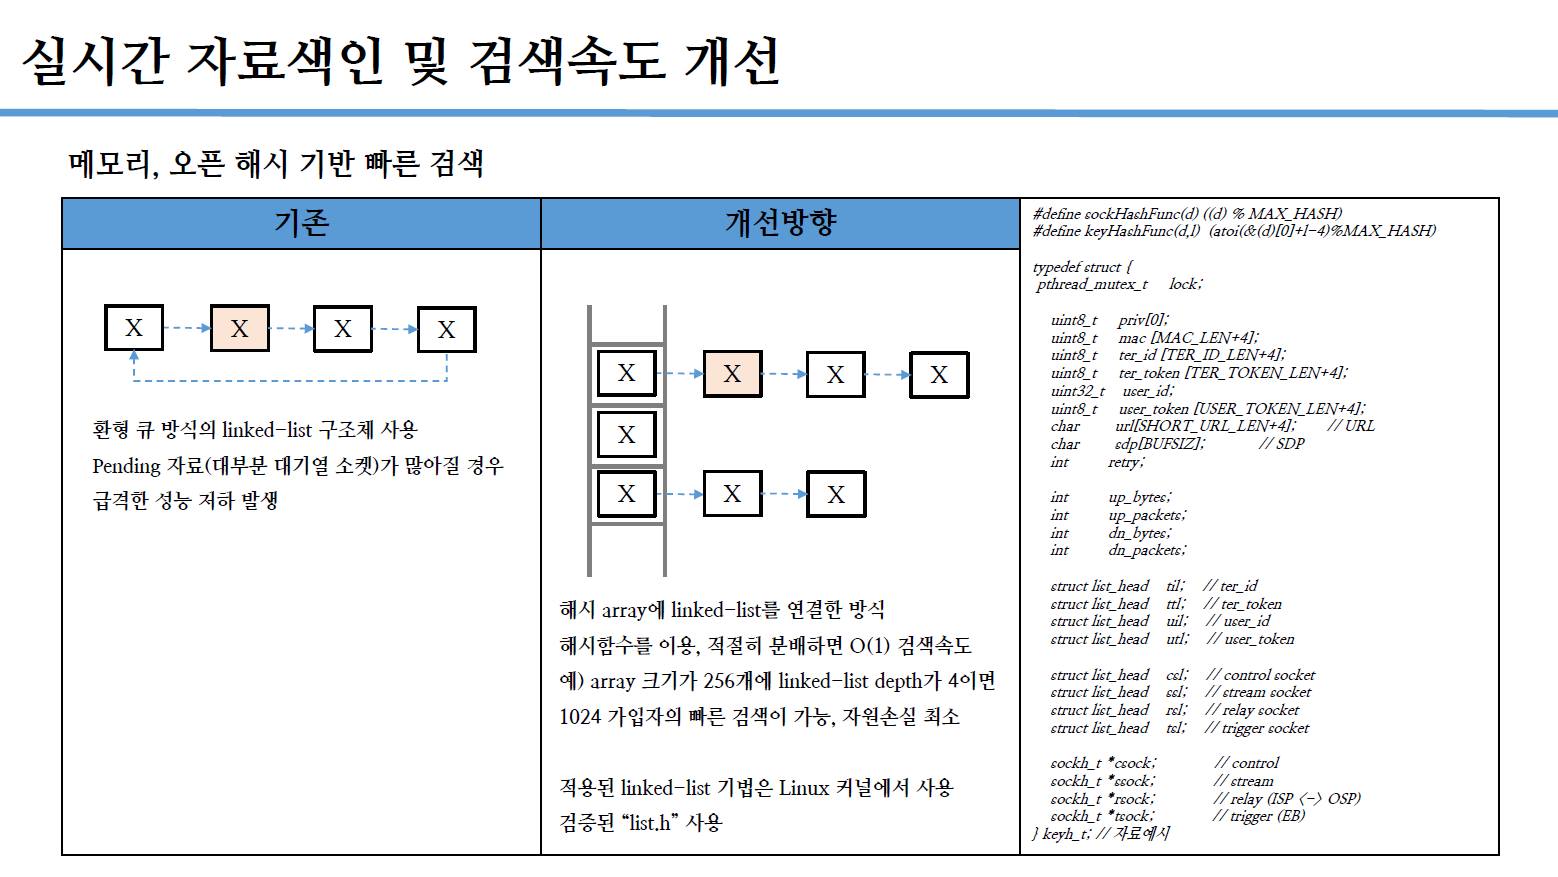 실시간 자료색인 및 검색속도 개선
메모리, 오픈 해시 기반 빠른 검색
기존
X X X X
환형 큐 방식의 linked-list 구조체 사용
Pending 자료(대부분 대기열 소켓)가 많아질 경우
급격한 성능 저하 발생
개선방향
X X X X
X
X X X
해시 array에 linked-list를 연결한 방식
해시함수를 이용, 적절히 분배하면 O(1) 검색속도
예) array 크기가 256개에 linked-list depth가 4이면
1024 가입자의 빠른 검색이 가능, 자원손실 최소
적용된 linked-list 기법은 Linux 커널에서 사용
검증된 “list.h” 사용
#define sockHashFunc(d) ((d) % MAX_HASH)
#define keyHashFunc(d,l) (atoi(&(d)[0]+l-4)%MAX_HASH)
typedef struct {
pthread_mutex_t lock;
uint8_t priv[0];
uint8_t mac [MAC_LEN+4];
uint8_t ter_id [TER_ID_LEN+4];
uint8_t ter_token [TER_TOKEN_LEN+4];
uint32_t user_id;
uint8_t user_token [USER_TOKEN_LEN+4];
char url[SHORT_URL_LEN+4]; // URL
char sdp[BUFSIZ]; // SDP
int retry;
int up_bytes;
int up_packets;
int dn_bytes;
int dn_packets;
struct list_head til; // ter_id
struct list_head ttl; // ter_token
struct list_head uil; // user_id
struct list_head utl; // user_token
struct list_head csl; // control socket
struct list_head ssl; // stream socket
struct list_head rsl; // relay socket
struct list_head tsl; // trigger socket
sockh_t *csock; // control
sockh_t *ssock; // stream
sockh_t *rsock; // relay (ISP <-> OSP)
sockh_t *tsock; // trigger (EB)
} keyh_t; // 자료예시